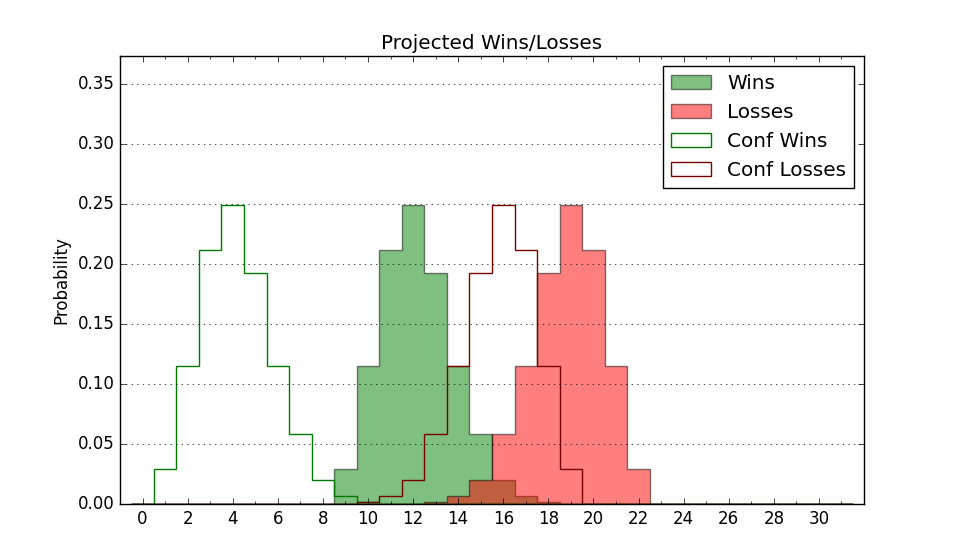 Projected Wins/Losses
Wins
Losses
Conf Wins
Conf Losses
Probability
0.35
0.30
0.25
0.20
0.15
0.10
0.05
0.00
0 2 4 6 8 10 12 14 16 18 20 22 24 26 28 30